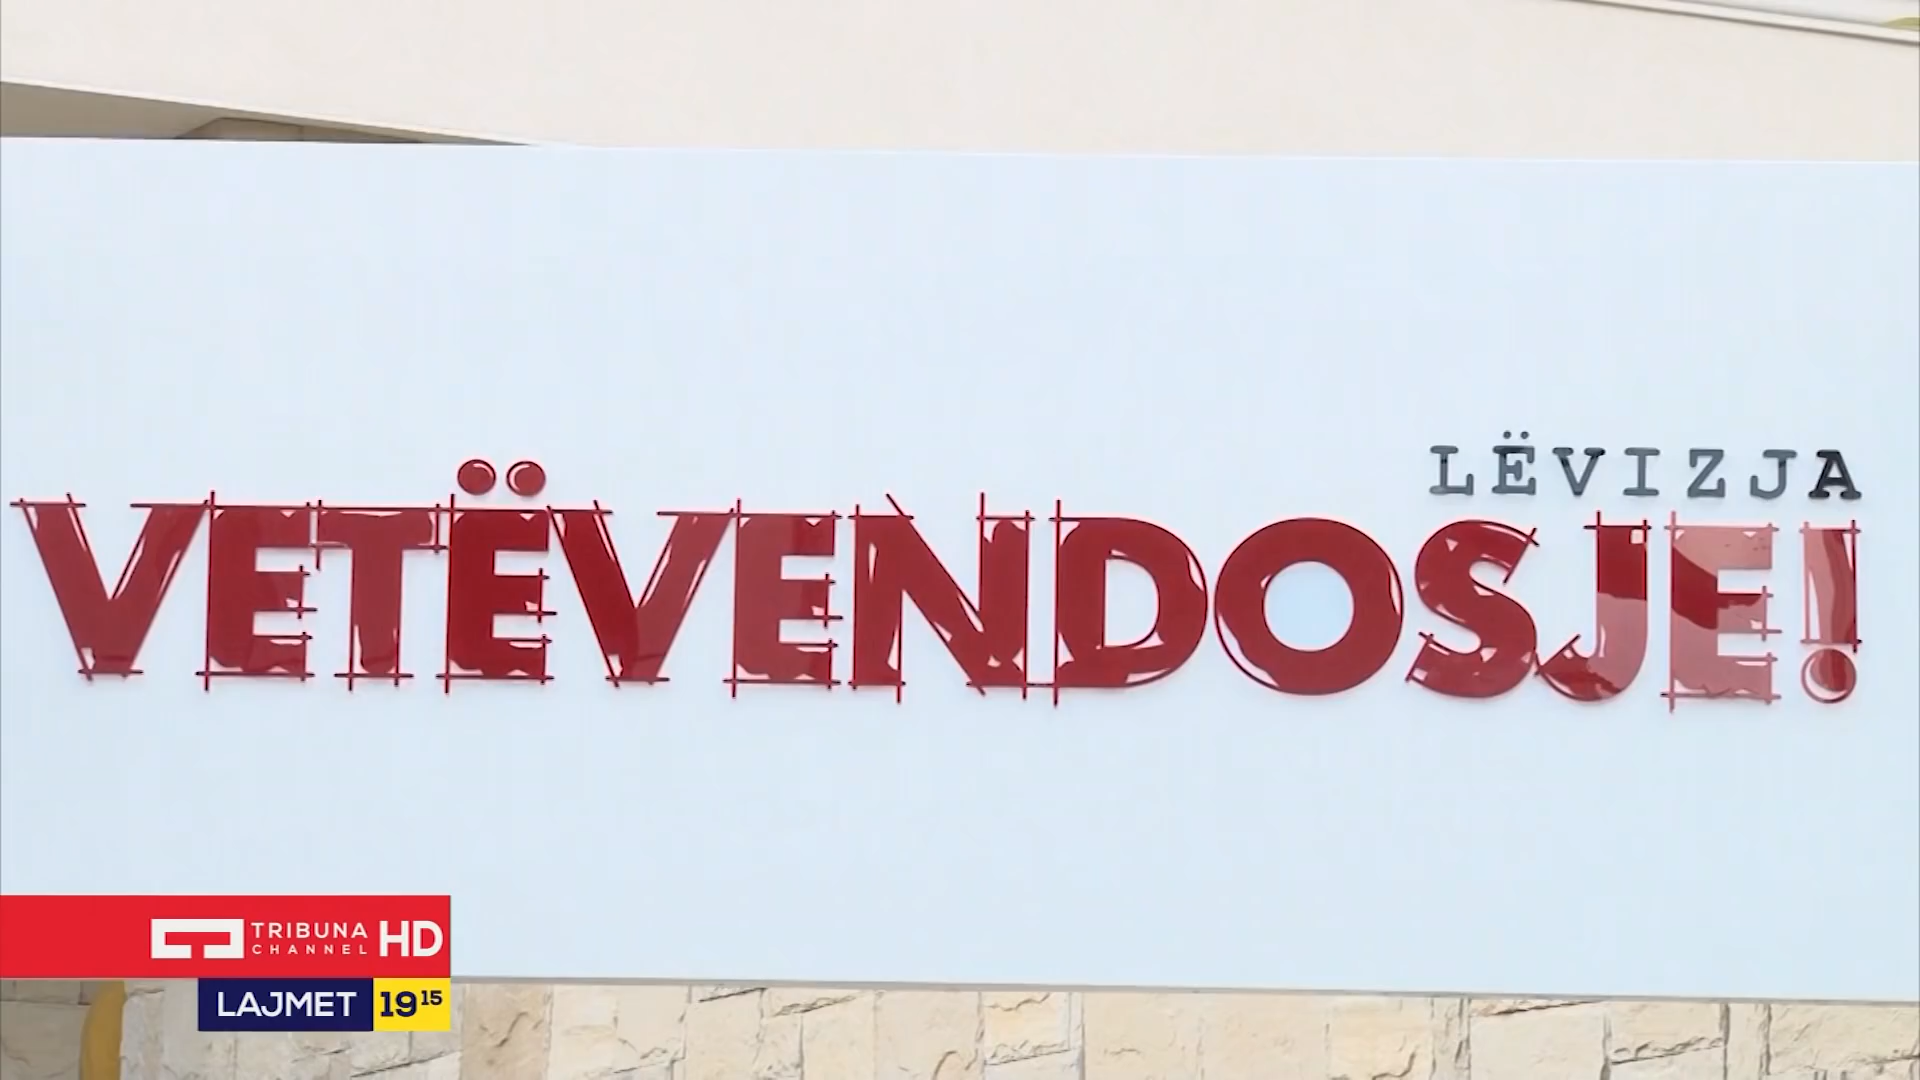 LËVIZJA
VETËVENDOSJE!
TRIBUNA
CHANNEL
HD
LAJMET 19 15